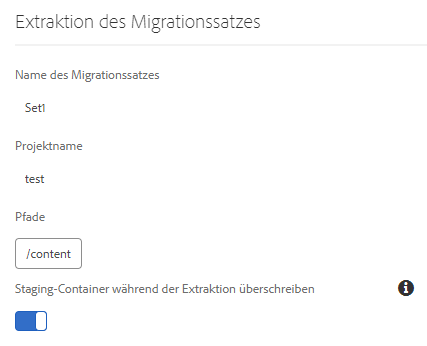 Extraktion des Migrationssatzes
Name des Migrationssatzes
Set1
Projektname
test
Pfade
/content
Staging-Container während der Extraktion überschreiben